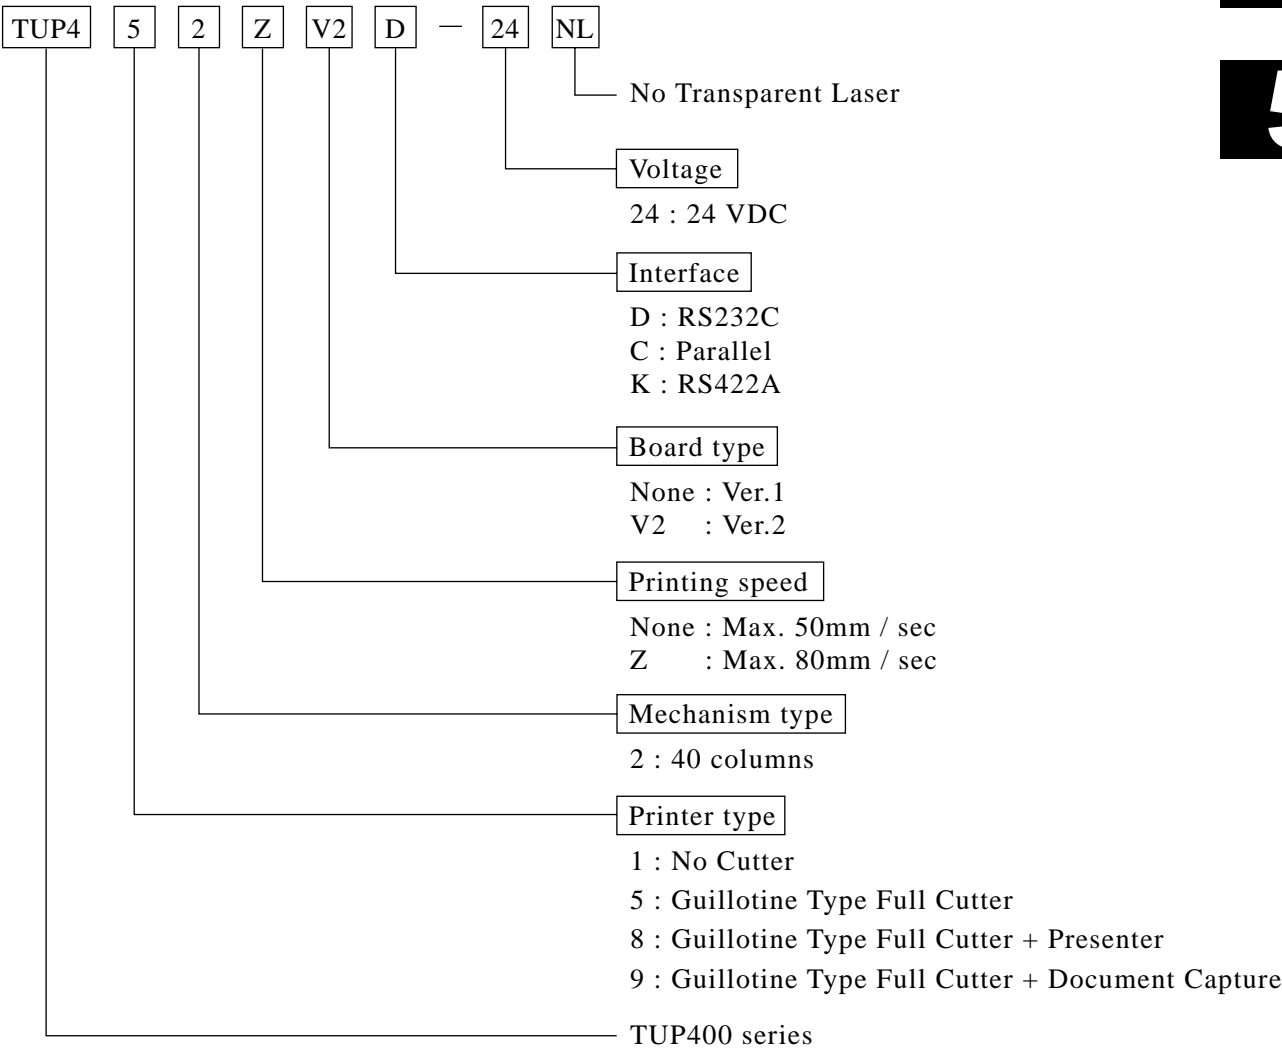 TUP4 5 2 Z V2 D — 24 NL
No Transparent Laser
Voltage
24 : 24 VDC
Interface
D : RS232C
C : Parallel
K : RS422A
Board type
None : Ver.1
V2 : Ver.2
Printing speed
None : Max. 50mm / sec
Z : Max. 80mm / sec
Mechanism type
2 : 40 columns
Printer type
1 : No Cutter
5 : Guillotine Type Full Cutter
8 : Guillotine Type Full Cutter + Presenter
9 : Guillotine Type Full Cutter + Document Capture
TUP400 series